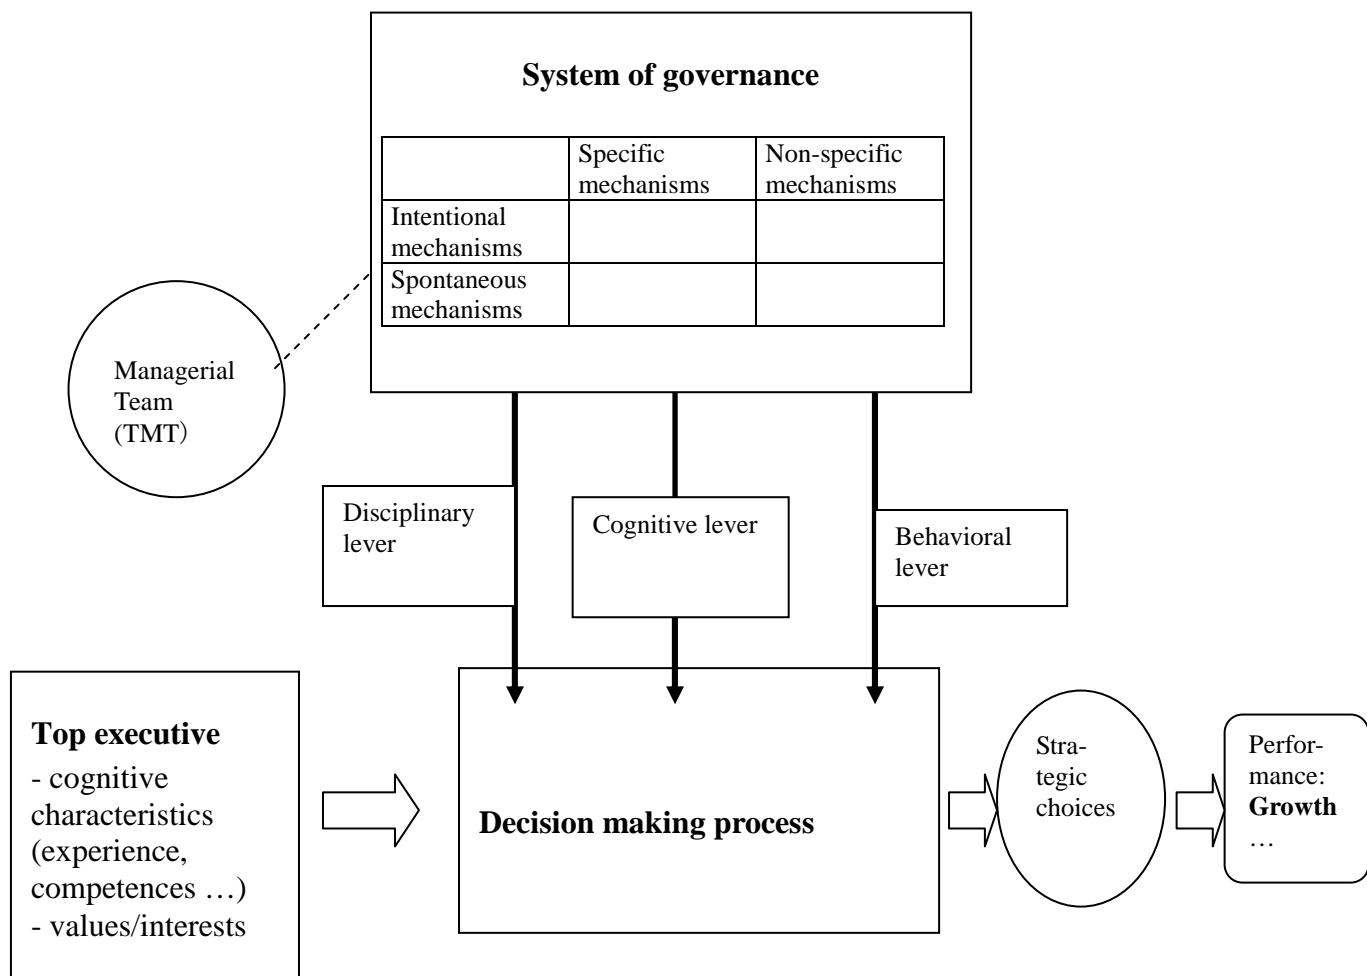 System of governance
Specific
mechanisms
Non-specific
mechanisms
Intentional
mechanisms
Spontaneous
mechanisms
Managerial
Team
(TMT）
Disciplinary
lever
Cognitive lever
Behavioral
lever
Top executive
- cognitive
characteristics
(experience,
competences …)
- values/interests
Decision making process
Stra-
tegic
choices
Perfor-
mance:
Growth
…